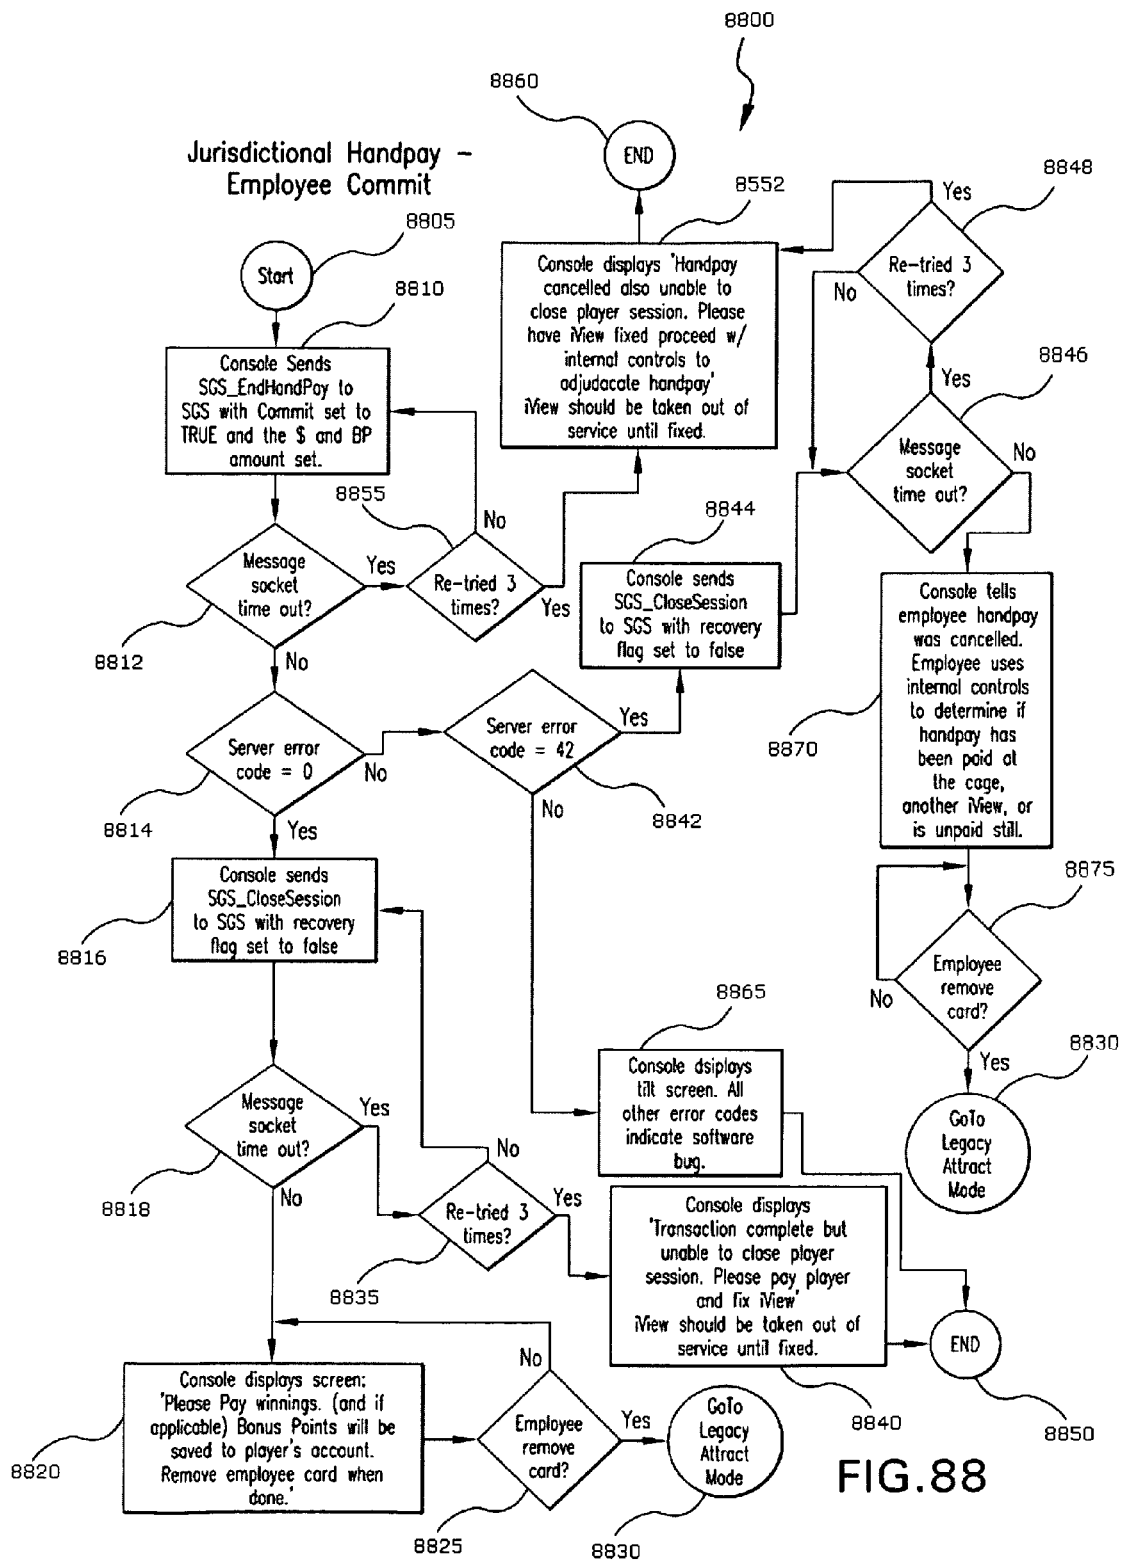 8800
8860
END
Jurisdictional Handpay –
Employee Commit
8552
8848
Yes
8805
Start
Console displays 'Handpay
cancelled also unable to
close player session. Please
have iView fixed proceed w/
internal controls to
adjudacate handpay'
iView should be taken out of
service until fixed.
Re-tried 3
times?
No
8810
Console Sends
SGS_EndHandPay to
SGS with Commit set to
TRUE and the $ and BP
amount set.
8846
Yes
Message
socket
time out?
No
8855
No
8844
Message
socket
time out?
Yes
Re-tried 3
times?
Yes
Console sends
SGS_CloseSession
to SGS with recovery
flag set to false
8812
No
Console tells
employee handpay
was cancelled.
Employee uses
internal controls
to determine if
handpay has
been paid at
the cage,
another iView, or
is unpaid still.
8870
Server error
code = 0
No
Server error
code = 42
Yes
8814
Yes
No
8842
Console sends
SGS_CloseSession
to SGS with recovery
flag set to false
8816
8875
Employee
remove
card?
No
Yes
8865
Console dsiplays
tilt screen. All
other error codes
indicate software
bug.
8830
GoTo
Legacy
Attract
Mode
Message
socket
time out?
Yes
8818
No
No
Re-tried 3
times?
Yes
8835
Console displays
'Transaction complete but
unable to close player
session. Please pay player
and fix iView'
iView should be taken out of
service until fixed.
END
8840
8850
Console displays screen:
'Please Pay winnings. (and if
applicable) Bonus Points will be
saved to player's account.
Remove employee card when
done.'
8820
No
Employee
remove
card?
Yes
GoTo
Legacy
Attract
Mode
8825
8830
FIG.88